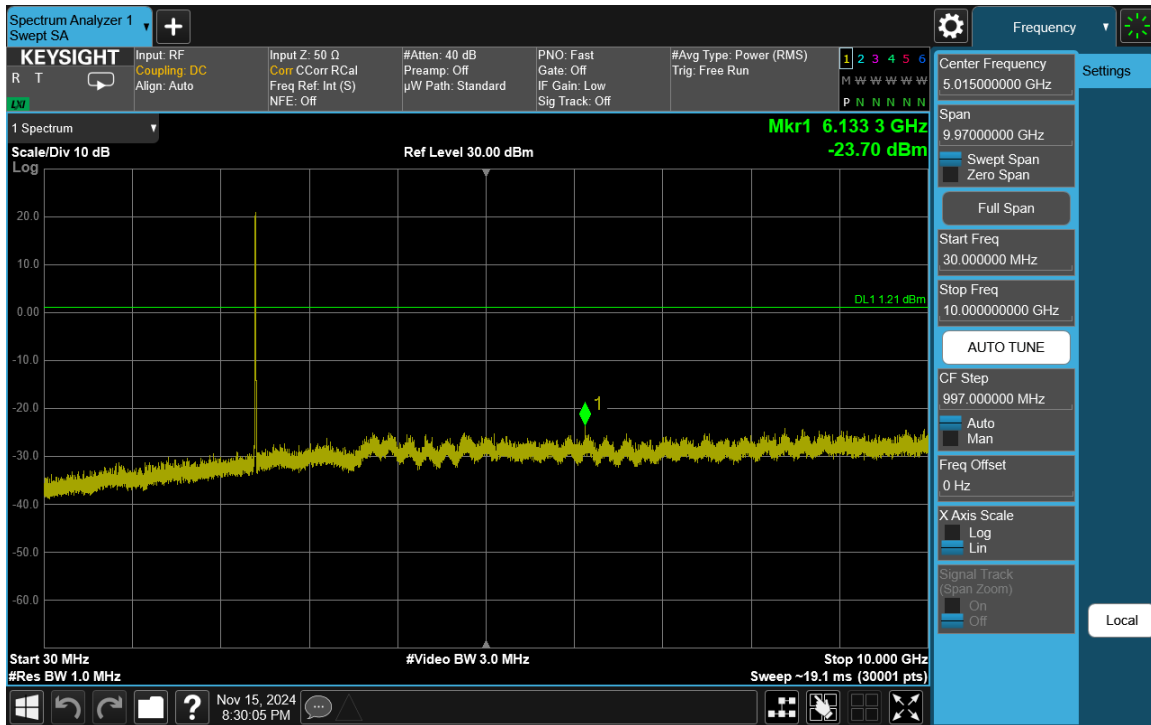 Spectrum Analyzer 1
Swept SA
+
Frequency
KEYSIGHT
R T
LXI
Input: RF
Coupling: DC
Align: Auto
Input Z: 50 Ω
Corr CCorr RCal
Freq Ref: Int (S)
NFE: Off
#Atten: 40 dB
Preamp: Off
µW Path: Standard
PNO: Fast
Gate: Off
IF Gain: Low
Sig Track: Off
#Avg Type: Power (RMS)
Trig: Free Run
1 2 3 4 5 6
M W W W W W
P N N N N N
1 Spectrum
Scale/Div 10 dB
Log
Ref Level 30.00 dBm
Mkr1 6.133 3 GHz
-23.70 dBm
20.0
10.0
0.00
-10.0
-20.0
-30.0
-40.0
-50.0
-60.0
DL1 1.21 dBm
1
Start 30 MHz
#Res BW 1.0 MHz
#Video BW 3.0 MHz
Stop 10.000 GHz
Sweep ~19.1 ms (30001 pts)
Center Frequency
5.015000000 GHz
Span
9.97000000 GHz
Swept Span
Zero Span
Full Span
Start Freq
30.000000 MHz
Stop Freq
10.000000000 GHz
AUTO TUNE
CF Step
997.000000 MHz
Auto
Man
Freq Offset
0 Hz
X Axis Scale
Log
Lin
Signal Track
(Span Zoom)
On
Off
Settings
Local
?
Nov 15, 2024
8:30:05 PM